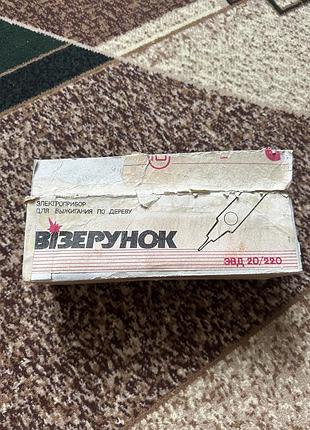 ЭЛЕКТРОПРИБОР
ДЛЯ ВЫЖИГАНИЯ ПО ДЕРЕВУ
ВІЗЕРУНОК
ЭВД 20/220